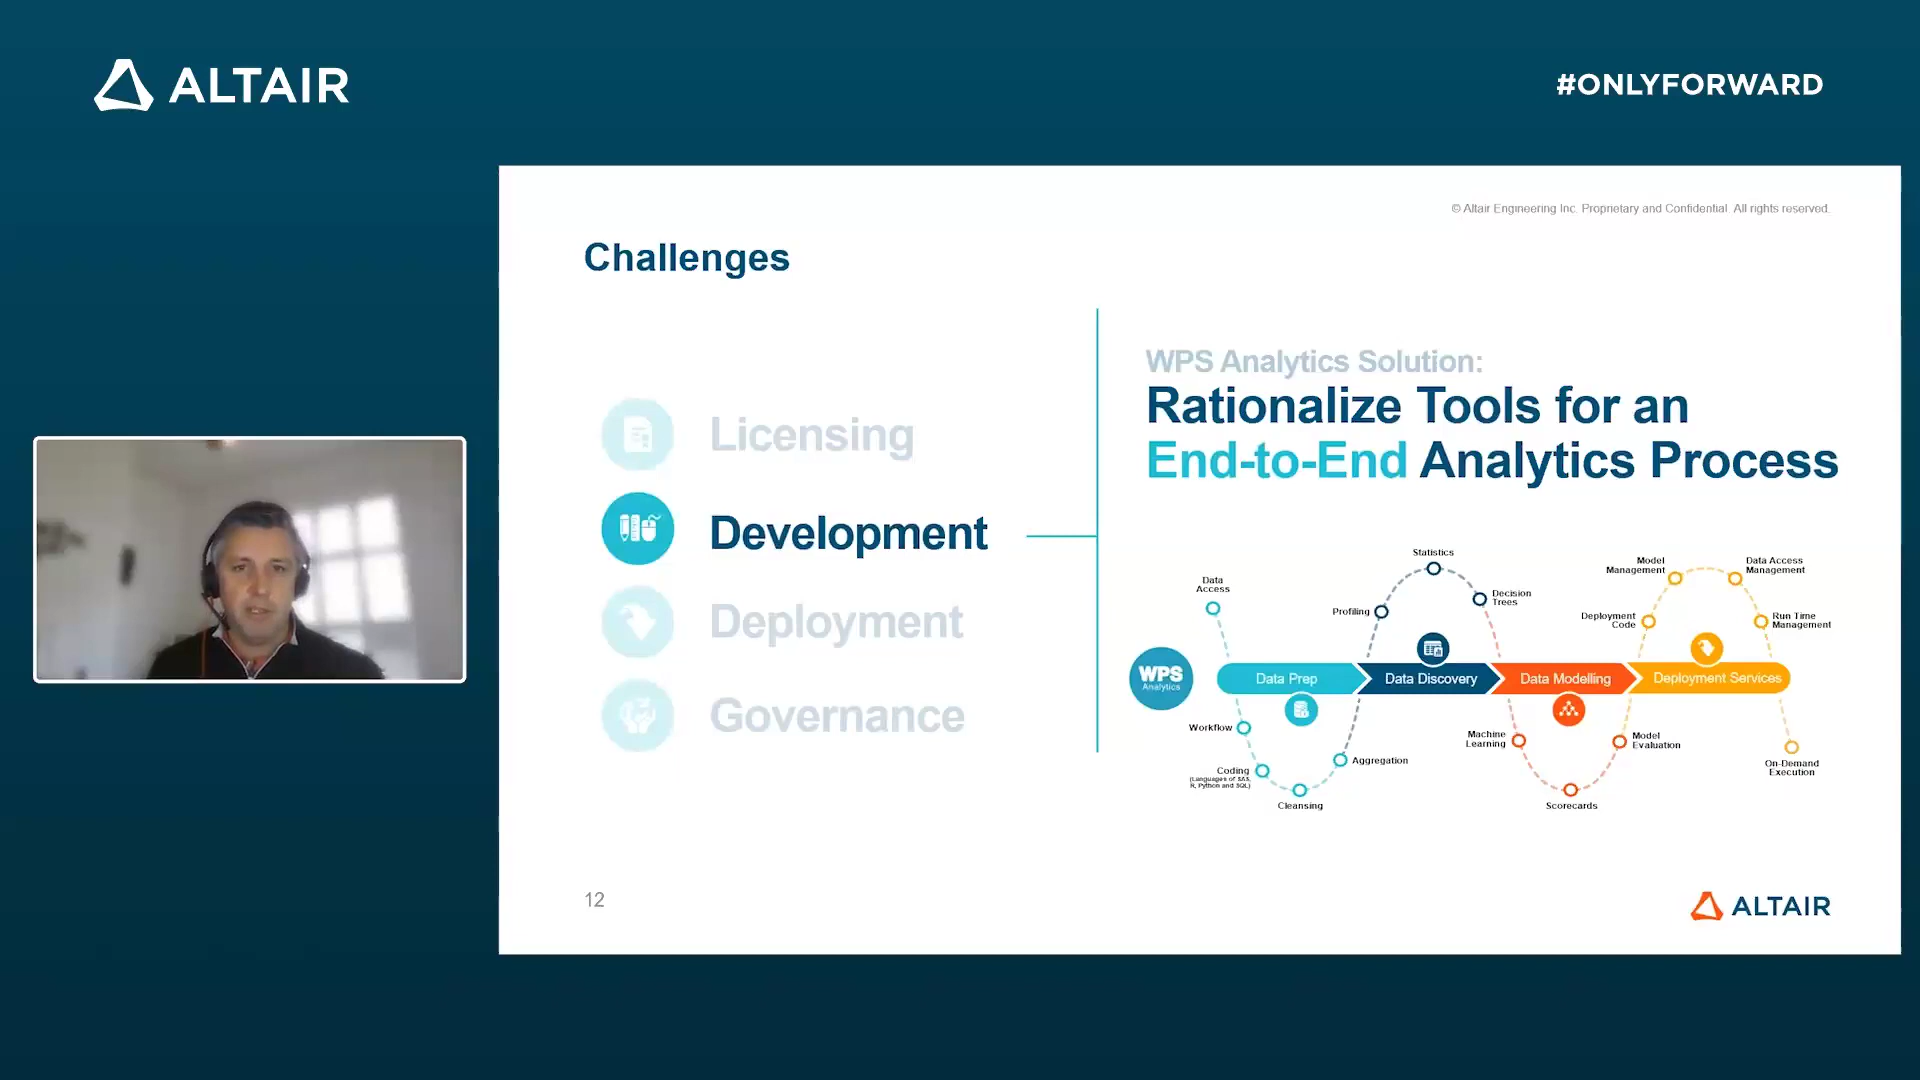 ALTAIR
#ONLYFORWARD
© Altair Engineering Inc. Proprietary and Confidential. All rights reserved.
Challenges
Licensing
Development
Deployment
Governance
WPS Analytics Solution:
Rationalize Tools for an
End-to-End Analytics Process
Data
Access
Workflow
Coding
(Languages of SAS,
R, Python and SQL)
Cleansing
Aggregation
Profiling
Statistics
Decision
Trees
Machine
Learning
Scorecards
Model
Evaluation
Deployment
Code
Model
Management
Data Access
Management
Run Time
Management
On-Demand
Execution
WPS
Analytics
Data Prep
Data Discovery
Data Modelling
Deployment Services
12
ALTAIR